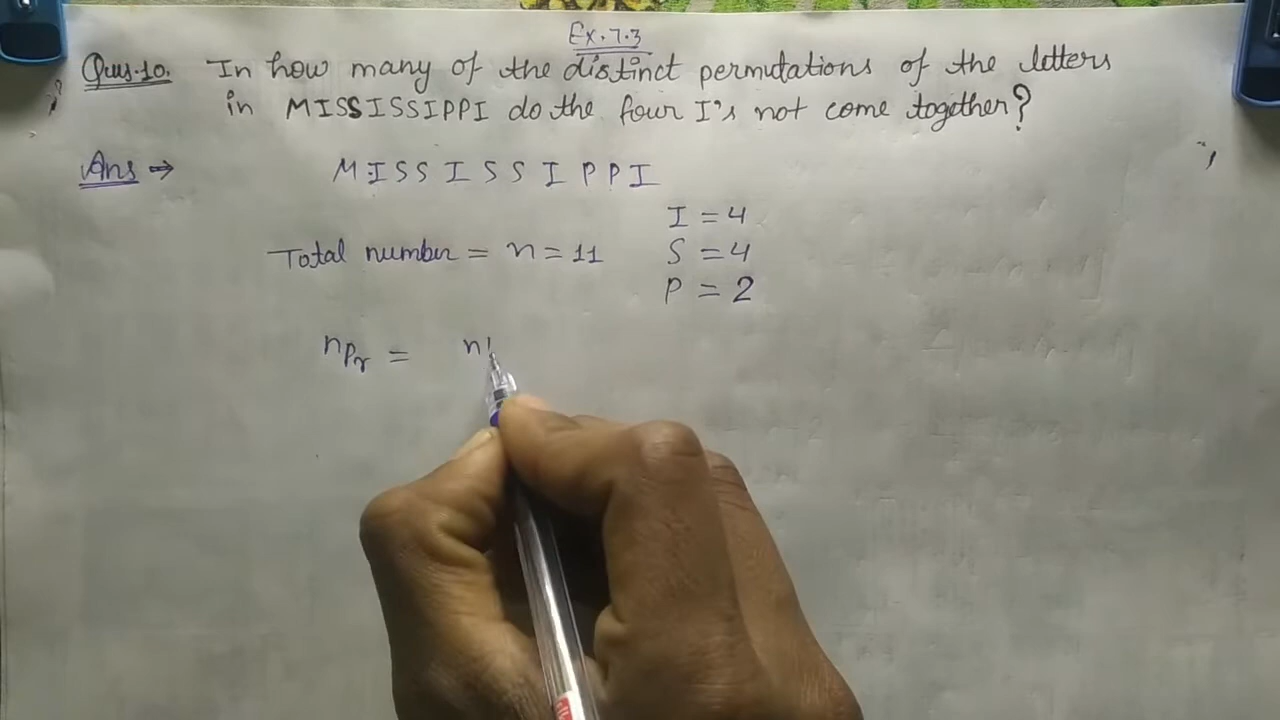 Ex.7.3
Ques.10. In how many of the distinct permutations of the letters
in MISSISSIPPI do the four I's not come together?
Ans ⇒ M I S S I S S I P P I
I = 4
Total number = n = 11 S = 4
P = 2
nPr = n!